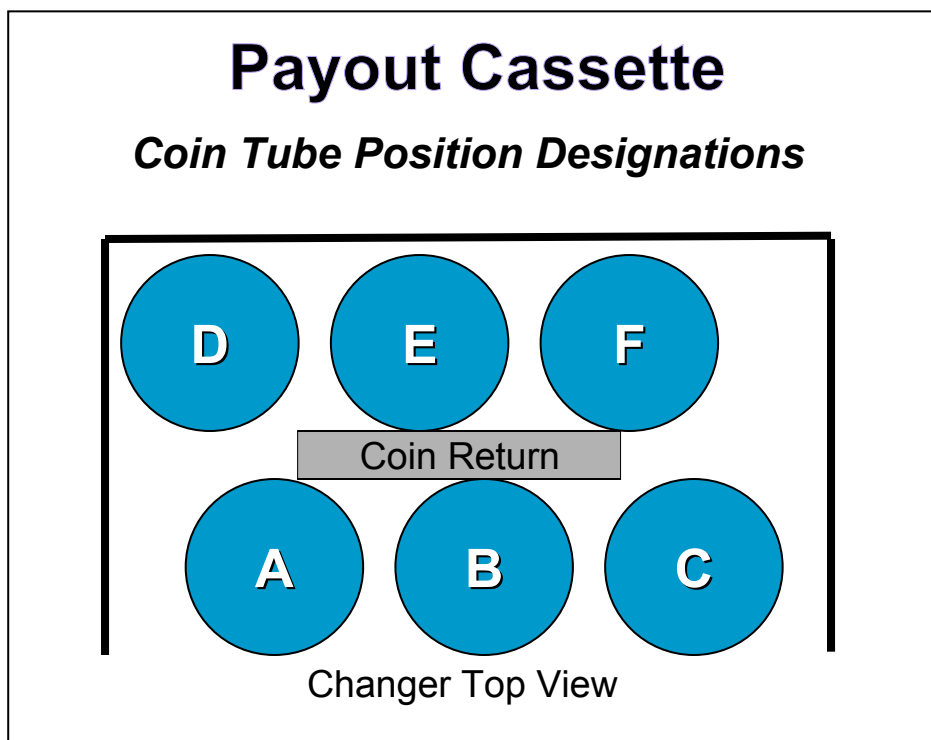 Payout Cassette
Coin Tube Position Designations
D E F
Coin Return
A B C
Changer Top View